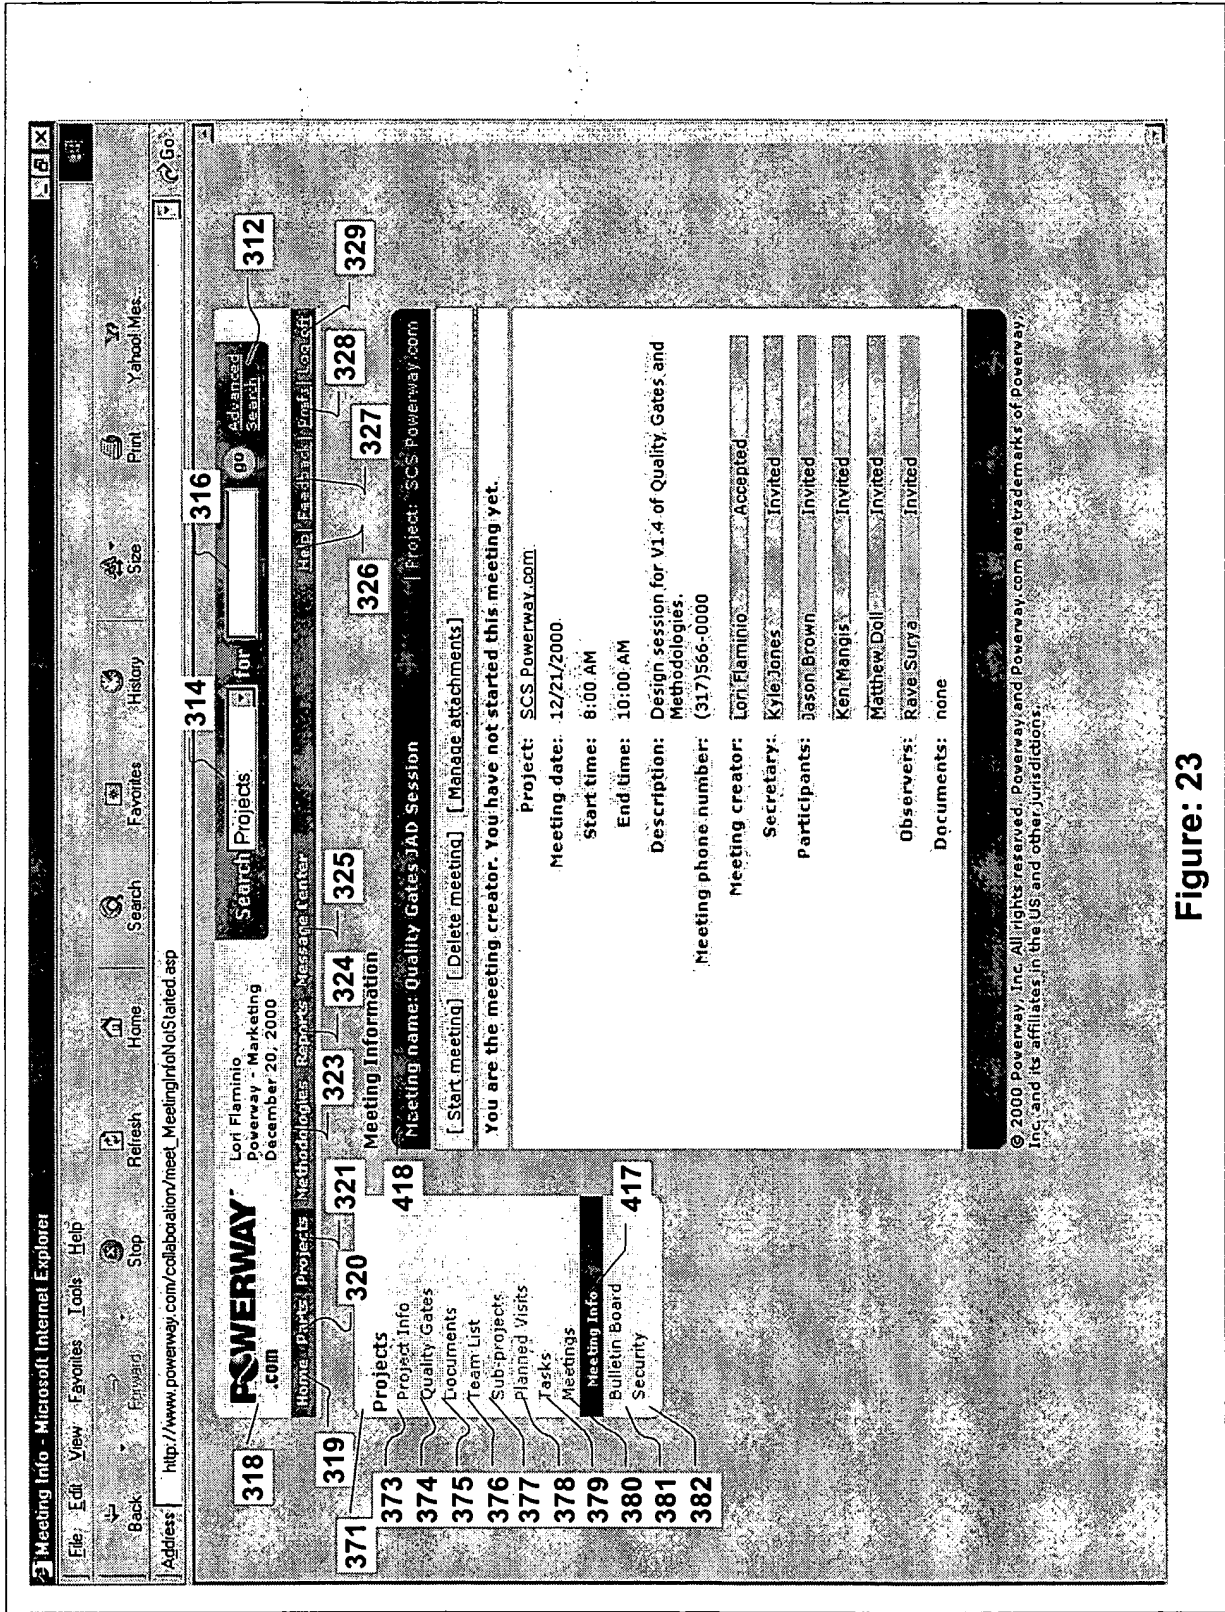 Meeting Info - Microsoft Internet Explorer
File Edit View Favorites Tools Help
Back Forward Stop Refresh Home Search Favorites History Size Print Yahoo! Mes...
Address http://www.powerway.com/collaboration/meet_MeetingInfoNotStarted.asp Go
314
316
318
POWERWAY
.com
Lori Flaminio
Powerway - Marketing
December 20, 2000
Search Projects for go Advanced Search
312
Home Parts Projects Methodologies Reports Message Center Help Feedback Prefs Log off
319
320
321
323
324
325
326
327
328
329
371
Projects
373 Project Info
374 Quality Gates
375 Documents
376 Team List
377 Sub-projects
378 Planned Visits
379 Tasks
380 Meetings
Meeting Info
417
381 Bulletin Board
382 Security
Meeting Information
418
Meeting name: Quality Gates JAD Session [ Project: SCS Powerway.com
[ Start meeting] [ Delete meeting] [ Manage attachments]
You are the meeting creator. You have not started this meeting yet.
Project: SCS Powerway.com
Meeting date: 12/21/2000
Start time: 8:00 AM
End time: 10:00 AM
Description: Design session for V1.4 of Quality Gates and
Methodologies.
Meeting phone number: (317)566-0000
Meeting creator: Lori Flaminio Accepted
Secretary: Kyle Jones Invited
Participants: Jason Brown Invited
Ken Mangis Invited
Matthew Doll Invited
Observers: Rave Surya Invited
Documents: none
© 2000 Powerway, Inc. All rights reserved. Powerway and Powerway.com are trademarks of Powerway,
Inc. and its affiliates in the US and other jurisdictions.
Figure: 23